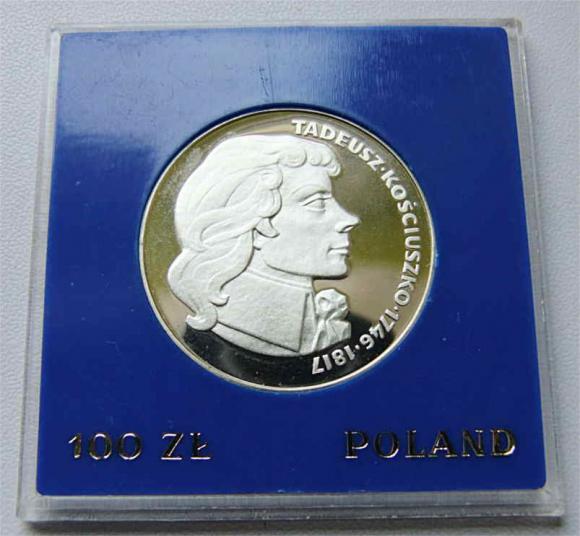 TADEUSZ·KOŚCIUSZKO·1746·1817
100 ZŁ
POLAND